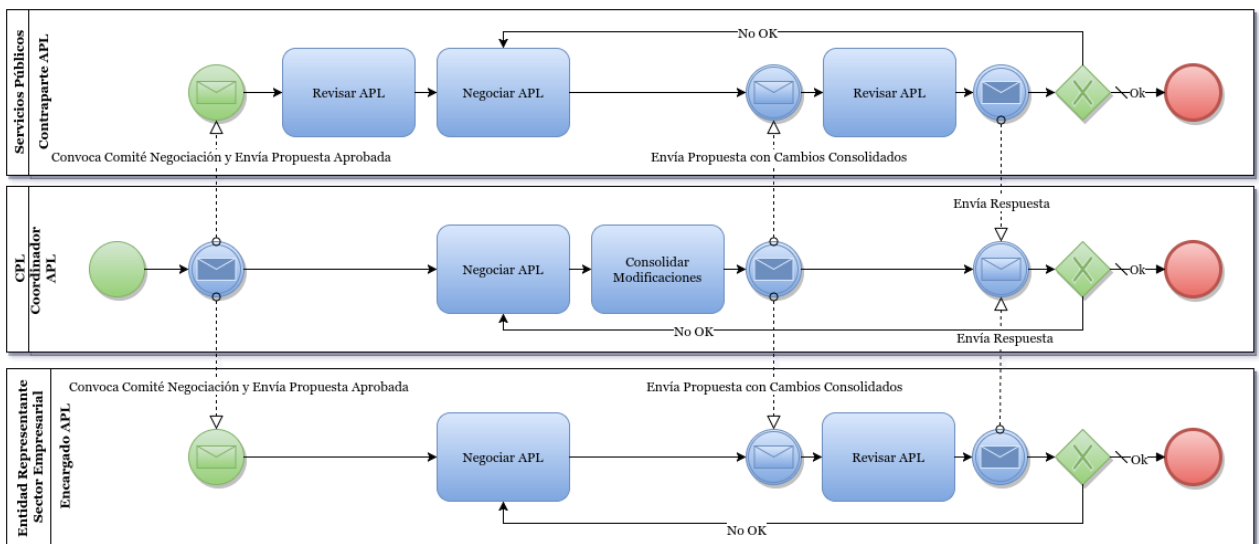 Servicios Públicos
Contraparte APL
No OK
Revisar APL
Negociar APL
Revisar APL
Ok
Convoca Comité Negociación y Envía Propuesta Aprobada
Envía Propuesta con Cambios Consolidados
CPL
Coordinador
APL
Envía Respuesta
Negociar APL
Consolidar
Modificaciones
Ok
No OK
Envía Respuesta
Entidad Representante
Sector Empresarial
Encargado APL
Convoca Comité Negociación y Envía Propuesta Aprobada
Envía Propuesta con Cambios Consolidados
Negociar APL
Revisar APL
Ok
No OK